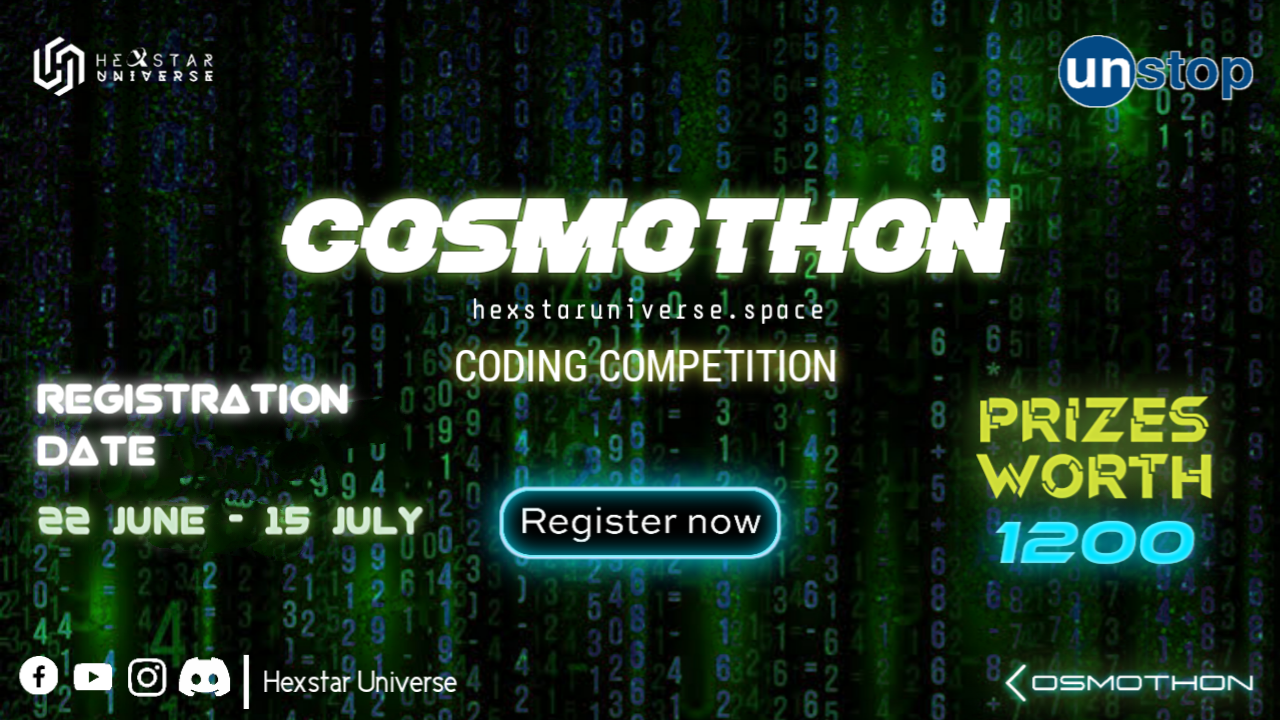 HEXSTAR
UNIVERSE
unstop
COSMOTHON
hexstaruniverse.space
CODING COMPETITION
REGISTRATION
DATE
22 JUNE - 15 JULY
Register now
PRIZES
WORTH
1200
Hexstar Universe
COSMOTHON